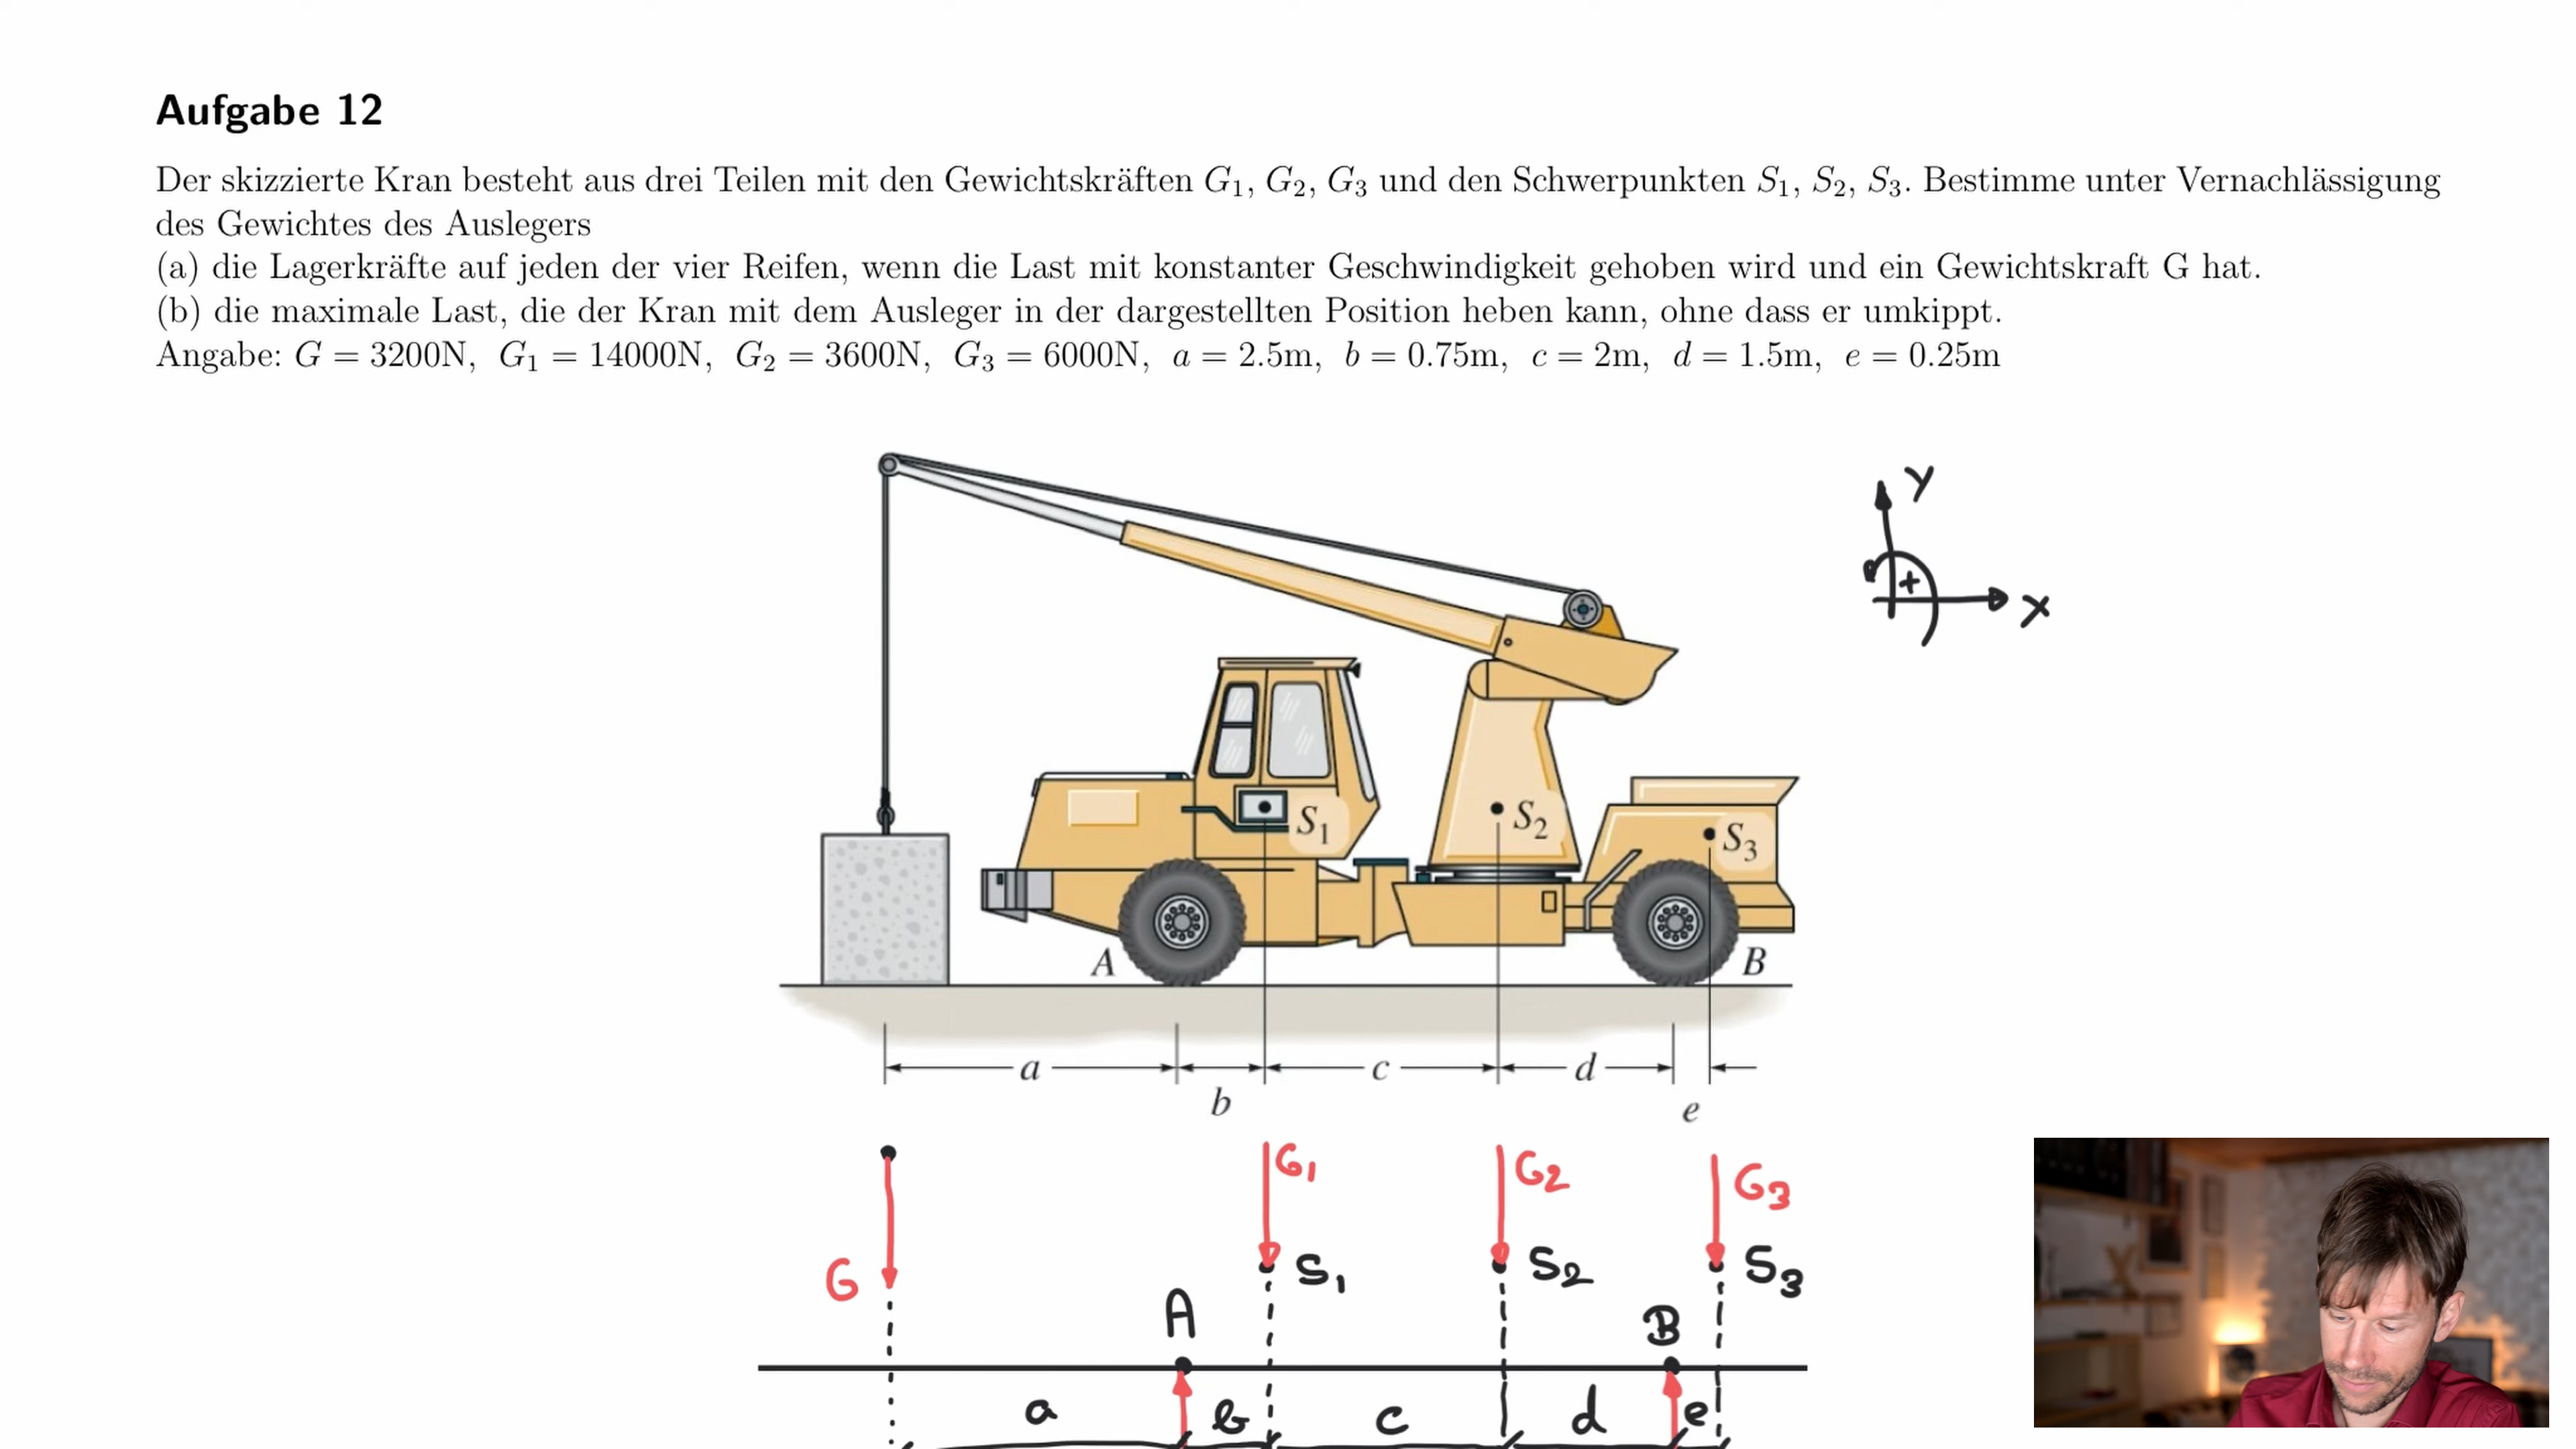 Aufgabe 12
Der skizzierte Kran besteht aus drei Teilen mit den Gewichtskräften G₁, G₂, G₃ und den Schwerpunkten S₁, S₂, S₃. Bestimme unter Vernachlässigung
des Gewichtes des Auslegers
(a) die Lagerkräfte auf jeden der vier Reifen, wenn die Last mit konstanter Geschwindigkeit gehoben wird und ein Gewichtskraft G hat.
(b) die maximale Last, die der Kran mit dem Ausleger in der dargestellten Position heben kann, ohne dass er umkippt.
Angabe: G = 3200N, G₁ = 14000N, G₂ = 3600N, G₃ = 6000N, a = 2.5m, b = 0.75m, c = 2m, d = 1.5m, e = 0.25m
y
+
x
S₁ S₂ S₃
A B
a c d
b e
G₁ G₂ G₃
G S₁ S₂ S₃
A B
a b c d e